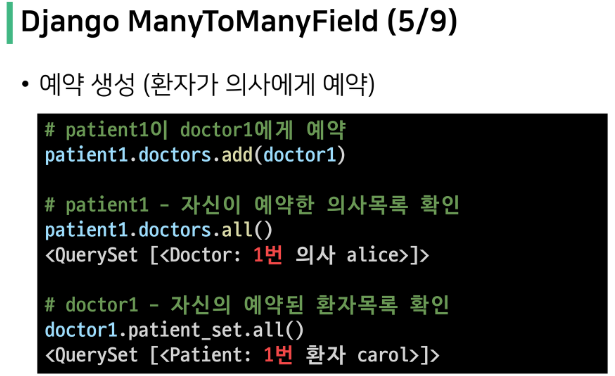 Django ManyToManyField (5/9)
• 예약 생성 (환자가 의사에게 예약)
# patient1이 doctor1에게 예약
patient1.doctors.add(doctor1)
# patient1 – 자신이 예약한 의사목록 확인
patient1.doctors.all()
<QuerySet [<Doctor: 1번 의사 alice>]>
# doctor1 – 자신의 예약된 환자목록 확인
doctor1.patient_set.all()
<QuerySet [<Patient: 1번 환자 carol>]>